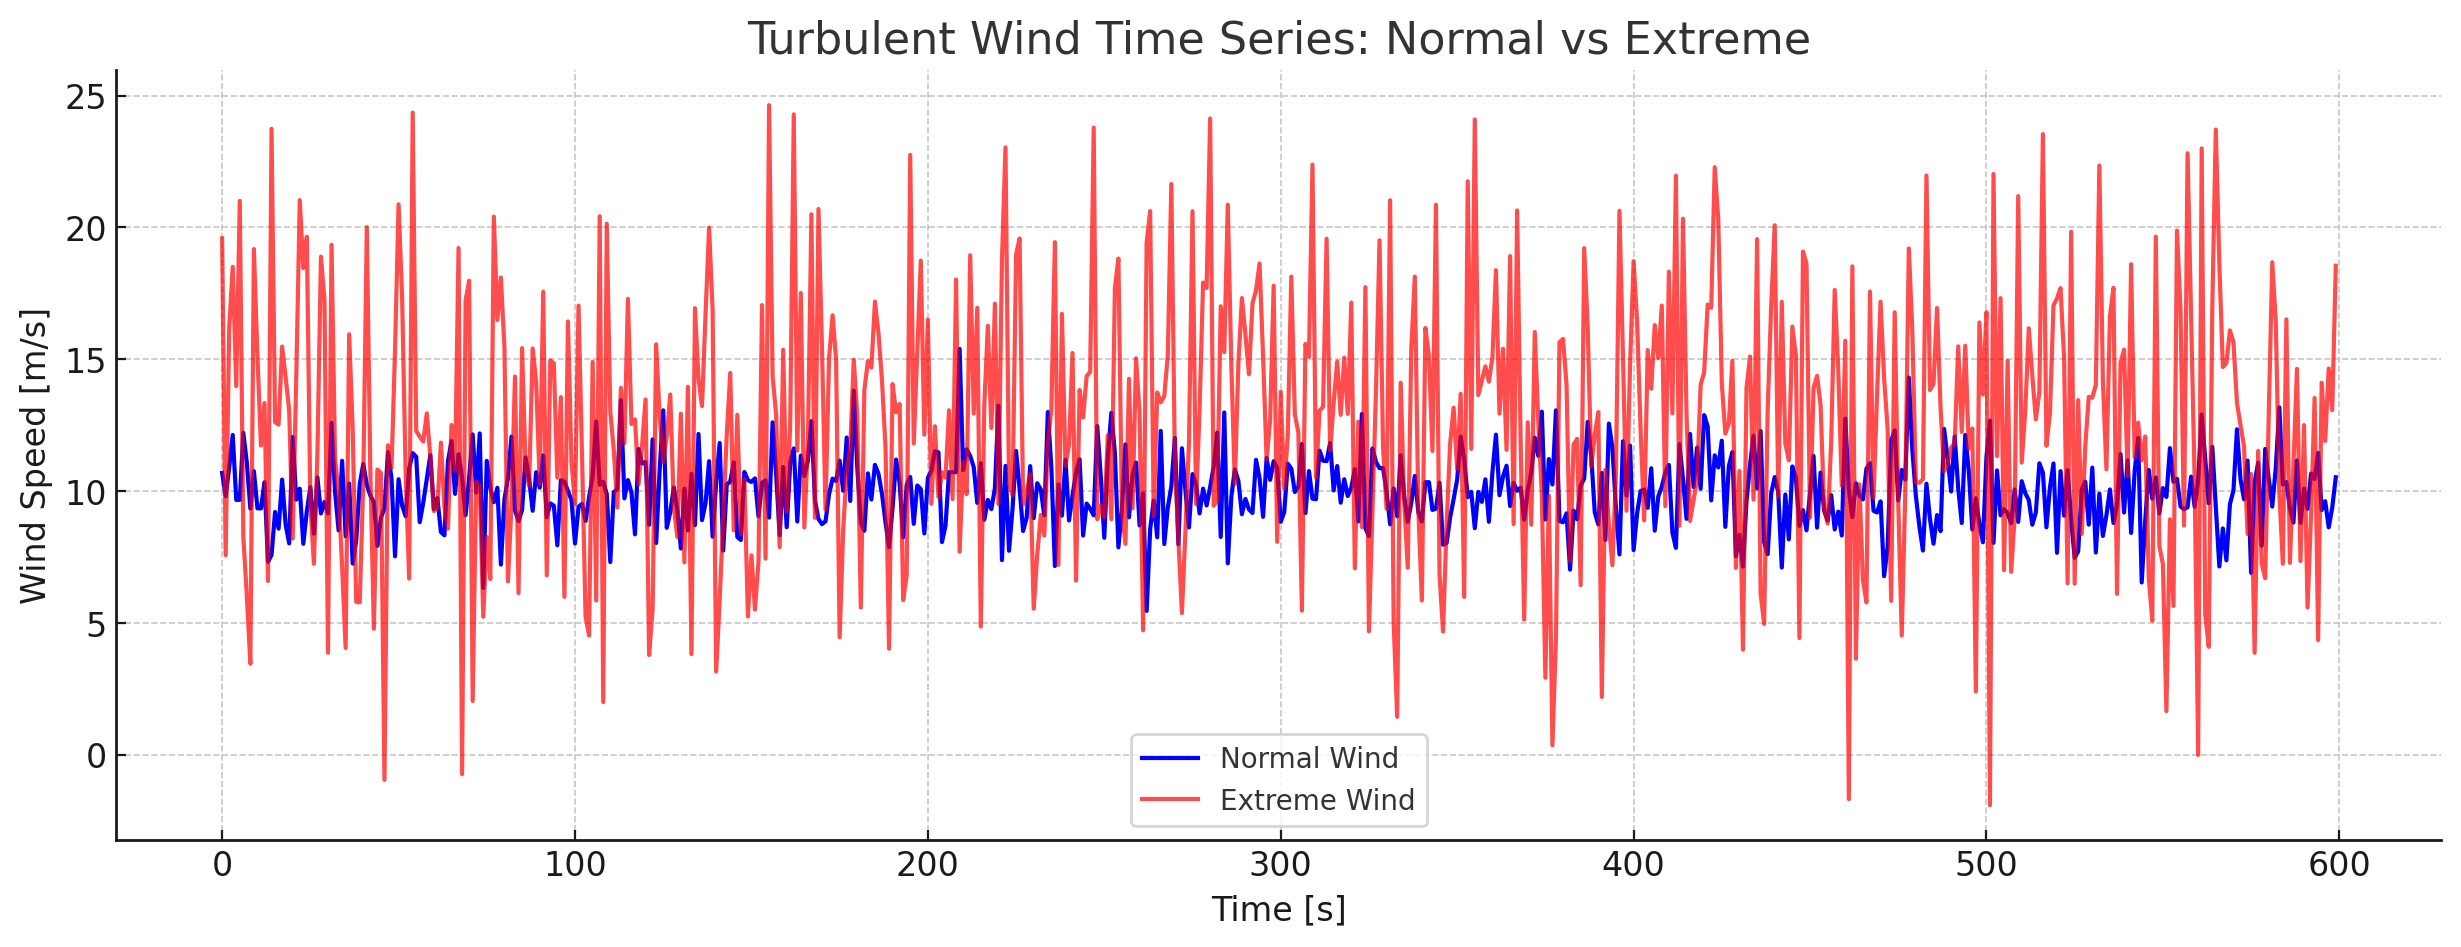 Turbulent Wind Time Series: Normal vs Extreme
25
20
15
10
5
0
Wind Speed [m/s]
Normal Wind
Extreme Wind
0 100 200 300 400 500 600
Time [s]